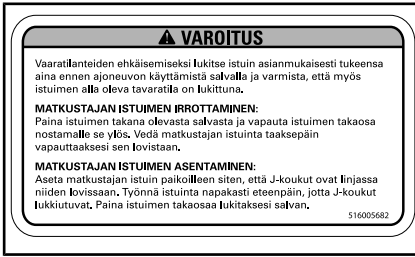 VAROITUS
Vaaratilanteiden ehkäisemiseksi lukitse istuin asianmukaisesti tukeensa
aina ennen ajoneuvon käyttämistä salvalla ja varmista, että myös
istuimen alla oleva tavaratila on lukittuna.
MATKUSTAJAN ISTUIMEN IRROTTAMINEN:
Paina istuimen takana olevasta salvasta ja vapauta istuimen takaosa
nostamalle se ylös. Vedä matkustajan istuinta taaksepäin
vapauttaaksesi sen lovistaan.
MATKUSTAJAN ISTUIMEN ASENTAMINEN:
Aseta matkustajan istuin paikoilleen siten, että J-koukut ovat linjassa
niiden lovissaan. Työnnä istuinta napakasti eteenpäin, jotta J-koukut
lukkiutuvat. Paina istuimen takaosaa lukitaksesi salvan.
516005682